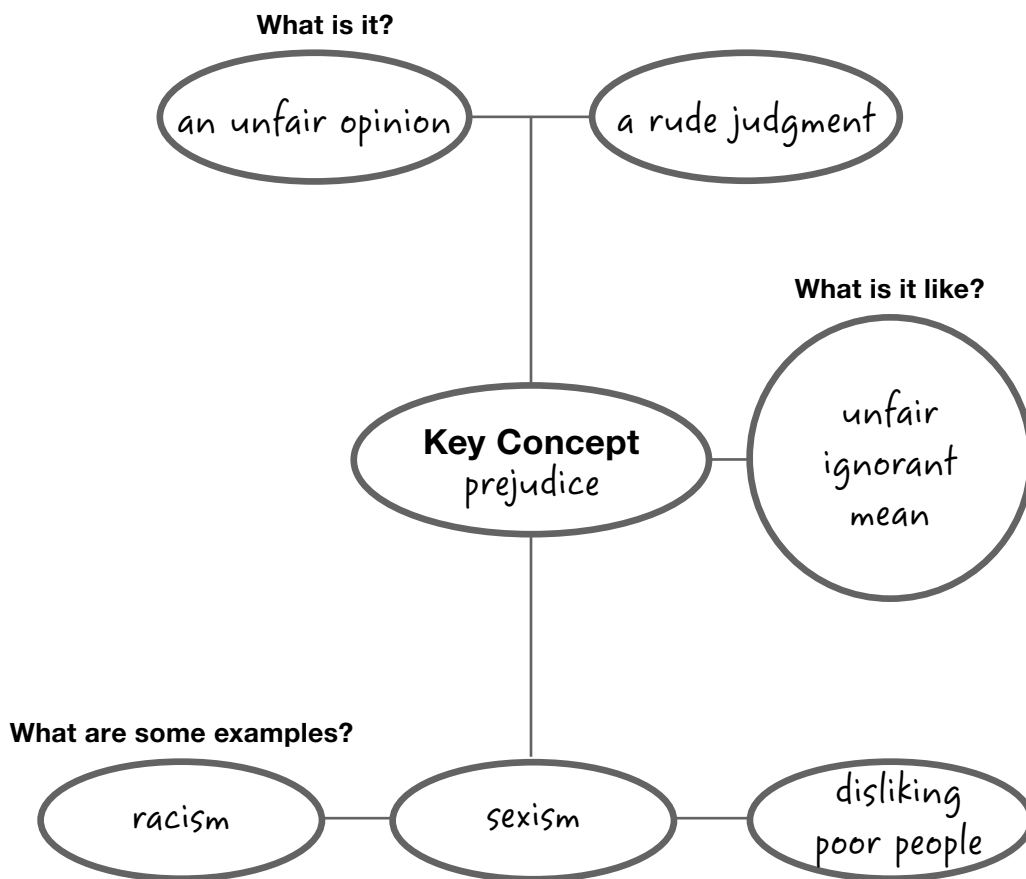 What is it?
an unfair opinion
a rude judgment
What is it like?
unfair
ignorant
mean
Key Concept
prejudice
What are some examples?
racism
sexism
disliking
poor people